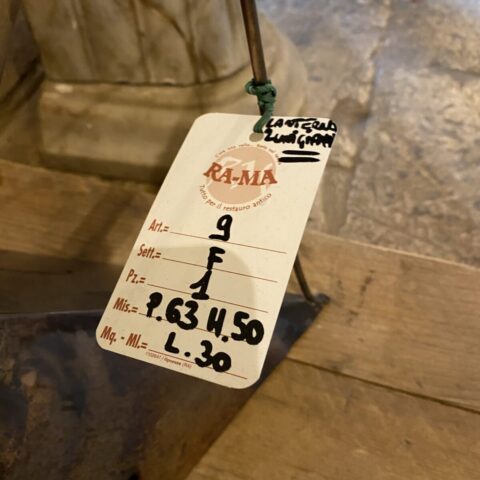 RA-MA
Tutto per il restauro antico
Art.= 9
Sett.= F
Pz.= 1
Mis.= P.63 H.50
Mq. - Ml.= L.30